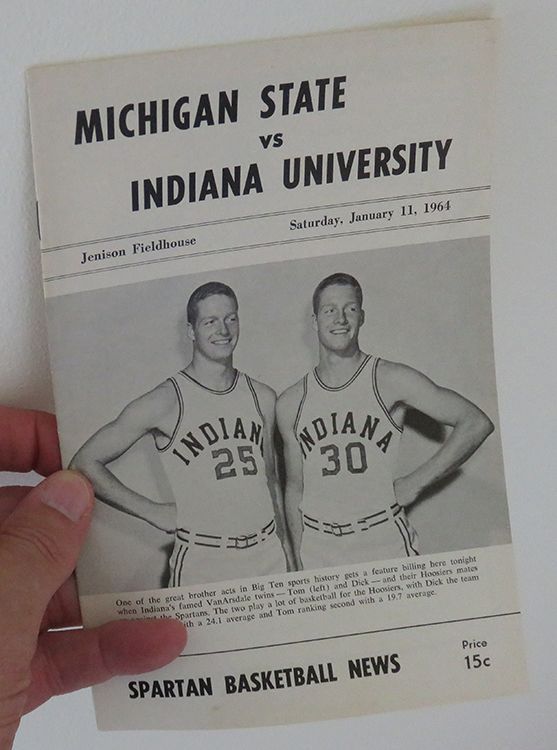 MICHIGAN STATE
vs
INDIANA UNIVERSITY
Jenison Fieldhouse
Saturday, January 11, 1964
INDIAN
25
INDIANA
30
One of the great brother acts in Big Ten sports history gets a feature billing here tonight
when Indiana's famed VanArsdale twins — Tom (left) and Dick — and their Hoosiers mates
the Spartans. The two play a lot of basketball for the Hoosiers, with Dick the team
a 24.1 average and Tom ranking second with a 19.7 average.
SPARTAN BASKETBALL NEWS
Price
15c